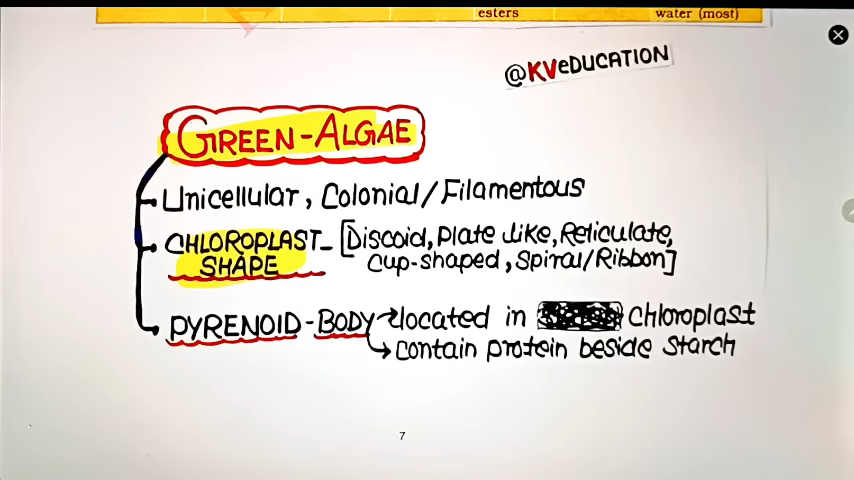 esters water (most)
@KVeDUCATION
GREEN-ALGAE
Unicellular, Colonial/Filamentous
CHLOROPLAST_ [Discoid, Plate like, Reticulate,
SHAPE cup-shaped, Spiral/Ribbon]
PYRENOID-BODY located in chloroplast
contain protein beside starch
7